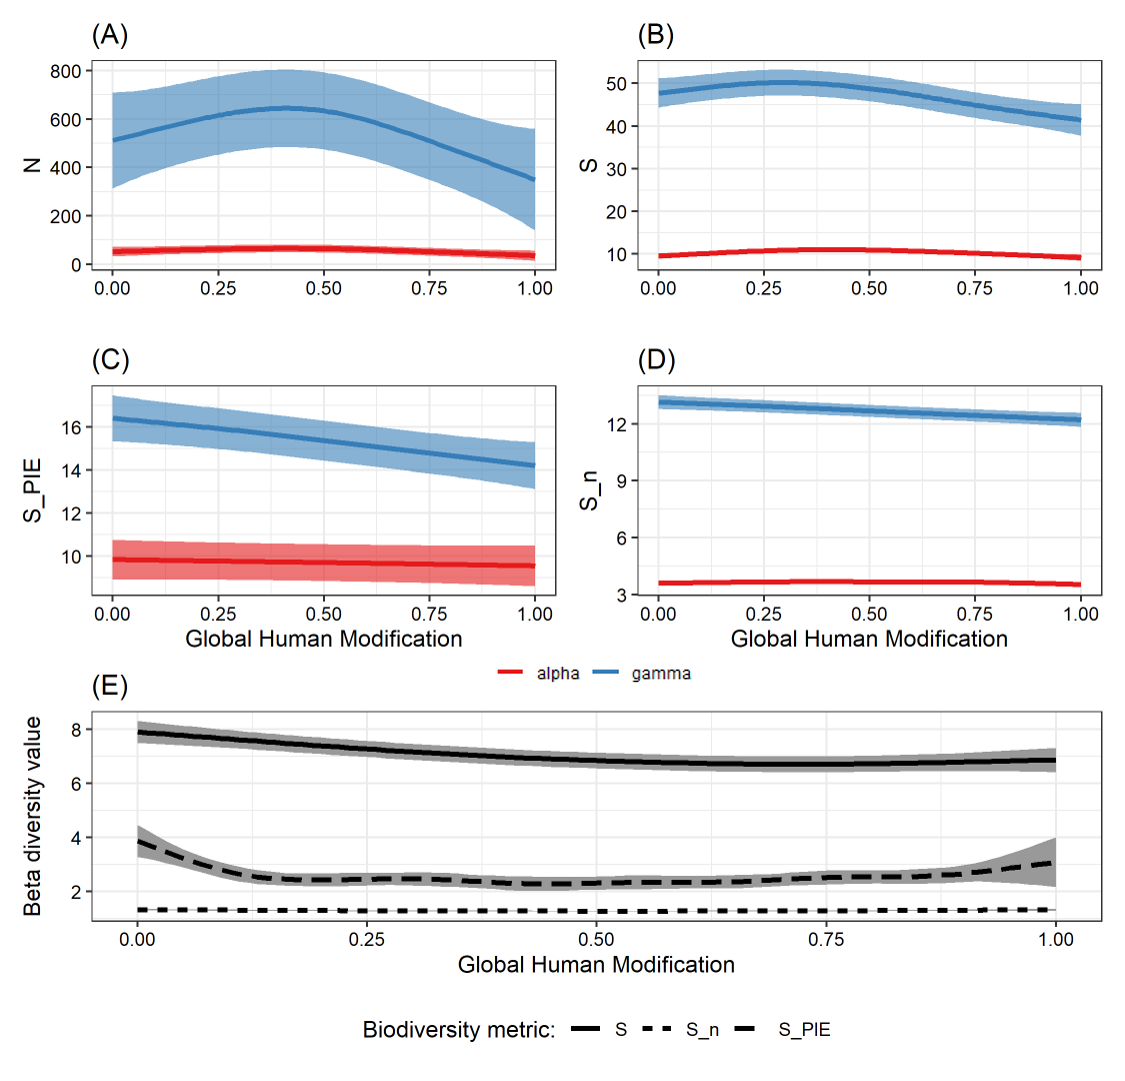 (A)
(B)
N
800
600
400
200
0
0.00 0.25 0.50 0.75 1.00
S
50
40
30
20
10
0.00 0.25 0.50 0.75 1.00
(C)
(D)
S_PIE
16
14
12
10
0.00 0.25 0.50 0.75 1.00
Global Human Modification
S_n
12
9
6
3
0.00 0.25 0.50 0.75 1.00
Global Human Modification
alpha gamma
(E)
Beta diversity value
8
6
4
2
0.00 0.25 0.50 0.75 1.00
Global Human Modification
Biodiversity metric: S S_n S_PIE